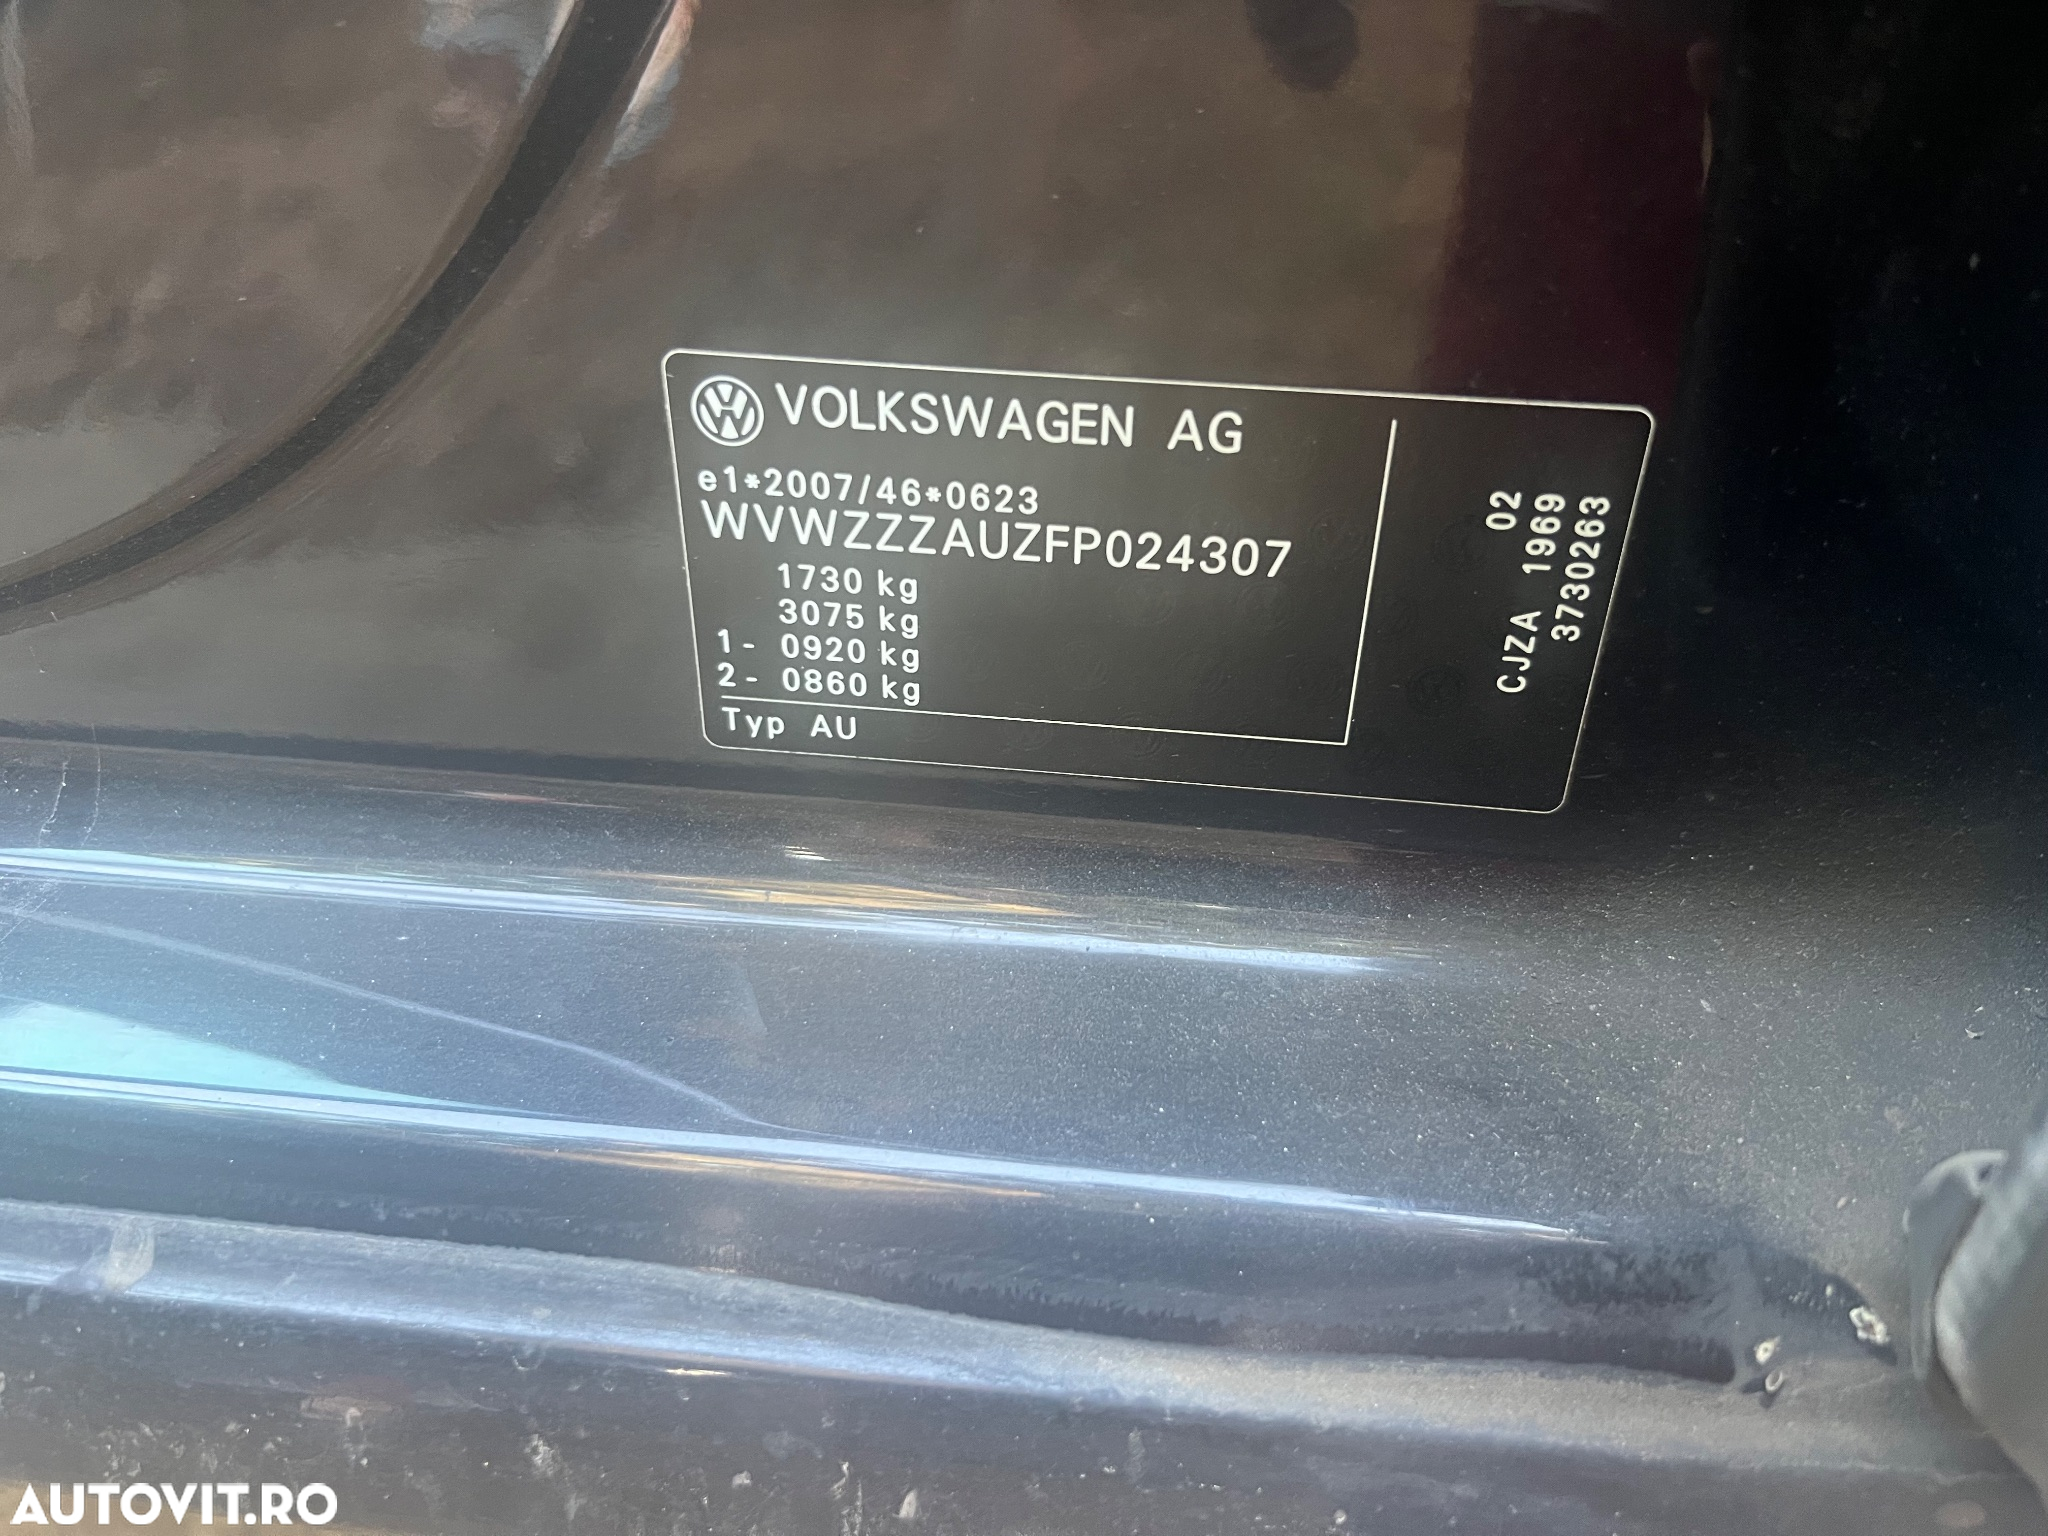 VOLKSWAGEN AG
e1*2007/46*0623
WVWZZZAUZFP024307
1730 kg
3075 kg
1- 0920 kg
2- 0860 kg
Typ AU
02
CJZA 1969
3730263
AUTOVIT.RO